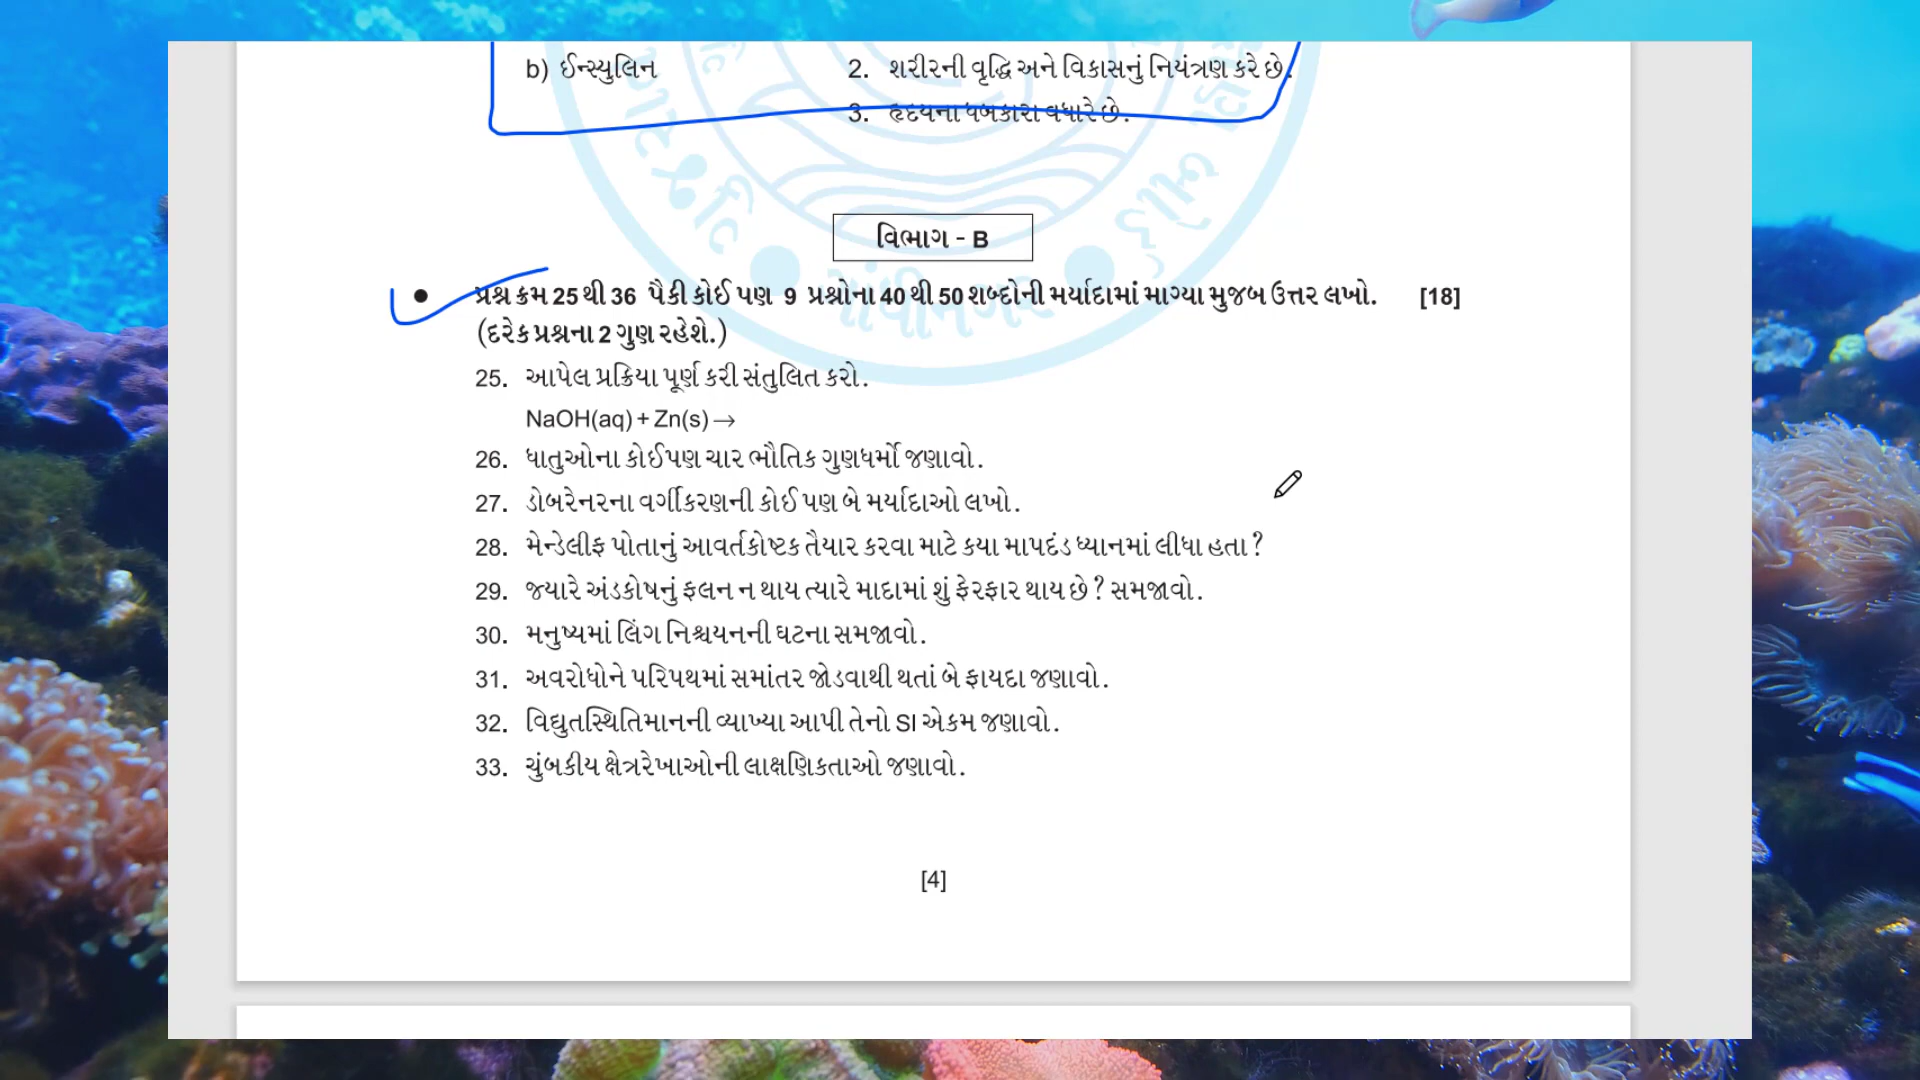 b) ઈન્સ્યુલિન 2. શરીરની વૃદ્ધિ અને વિકાસનું નિયંત્રણ કરે છે.
3. હૃદયના ધબકારા વધારે છે.
વિભાગ - B
● પ્રશ્ન ક્રમ 25 થી 36 પૈકી કોઈ પણ 9 પ્રશ્નોના 40 થી 50 શબ્દોની મર્યાદામાં માગ્યા મુજબ ઉત્તર લખો. [18]
(દરેક પ્રશ્નના 2 ગુણ રહેશે.)
25. આપેલ પ્રક્રિયા પૂર્ણ કરી સંતુલિત કરો.
NaOH(aq) + Zn(s) →
26. ધાતુઓના કોઈપણ ચાર ભૌતિક ગુણધર્મો જણાવો.
27. ડોબરેનરના વર્ગીકરણની કોઈ પણ બે મર્યાદાઓ લખો.
28. મેન્ડેલીફ પોતાનું આવર્તકોષ્ટક તૈયાર કરવા માટે કયા માપદંડ ધ્યાનમાં લીધા હતા?
29. જ્યારે અંડકોષનું ફલન ન થાય ત્યારે માદામાં શું ફેરફાર થાય છે? સમજાવો.
30. મનુષ્યમાં લિંગ નિશ્ચયનની ઘટના સમજાવો.
31. અવરોધોને પરિપથમાં સમાંતર જોડવાથી થતાં બે ફાયદા જણાવો.
32. વિદ્યુતસ્થિતિમાનની વ્યાખ્યા આપી તેનો SI એકમ જણાવો.
33. ચુંબકીય ક્ષેત્રરેખાઓની લાક્ષણિકતાઓ જણાવો.
ગાંધીનગર
[4]